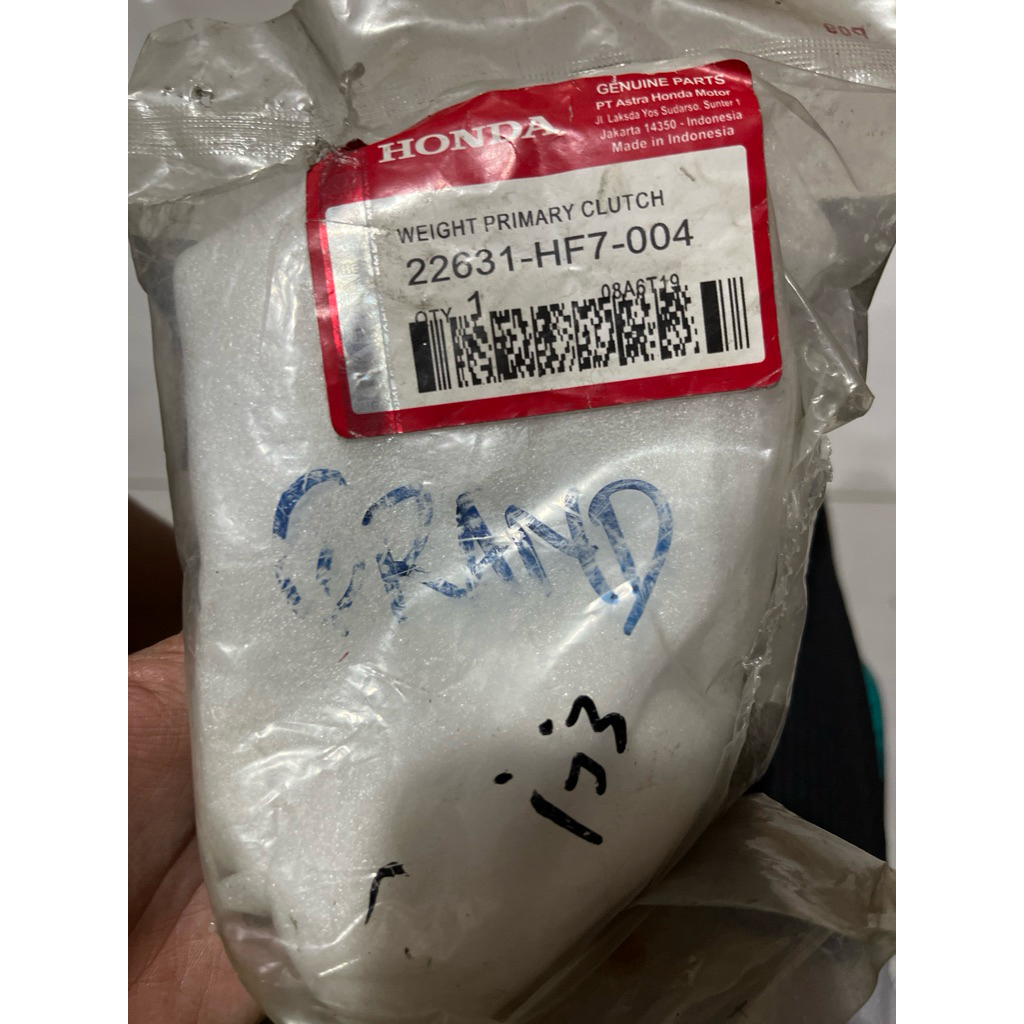 GENUINE PARTS
PT Astra Honda Motor
Jl. Laksda Yos Sudarso. Sunter 1
Jakarta 14350 - Indonesia
Made in Indonesia
HONDA
WEIGHT PRIMARY CLUTCH
22631-HF7-004
QTY 1 08A6T19
GRAND